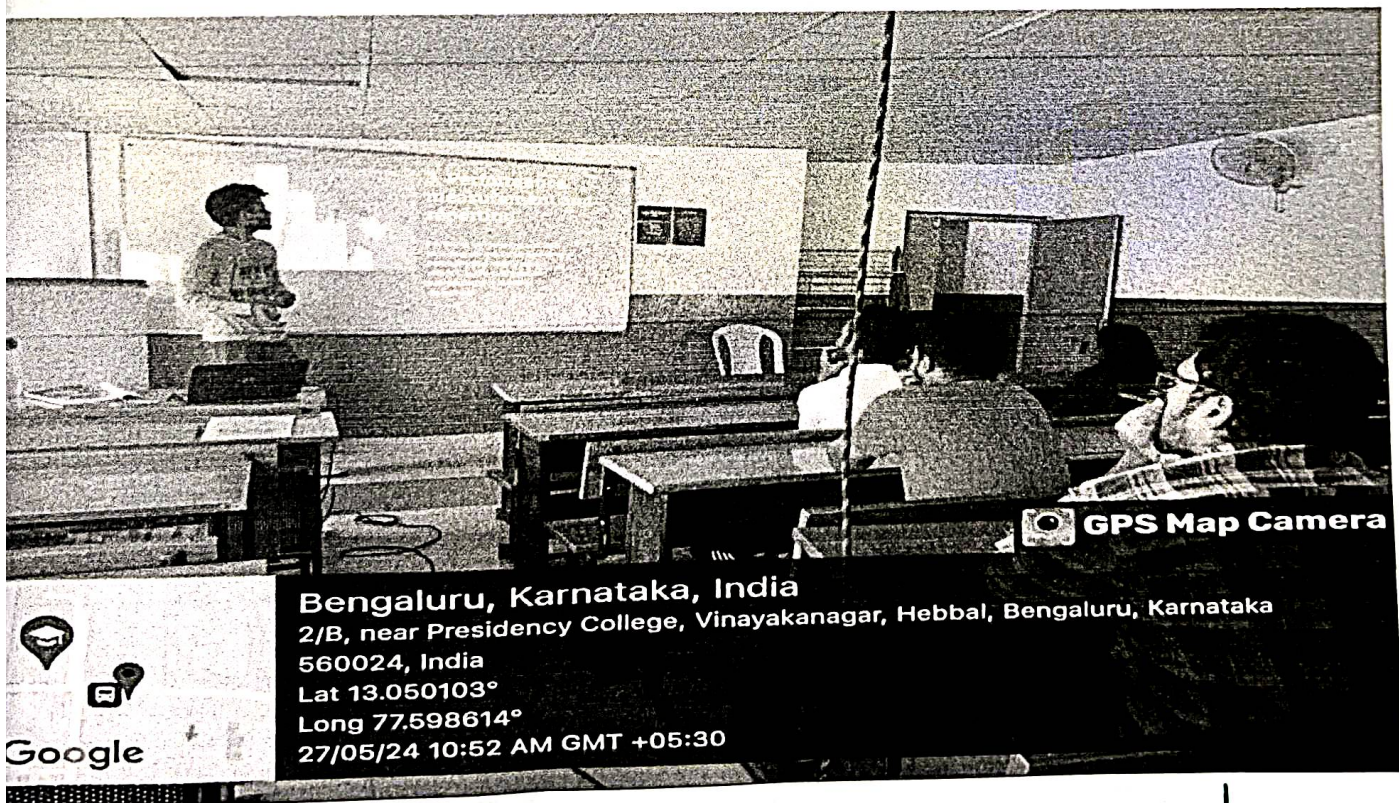 GPS Map Camera
Bengaluru, Karnataka, India
2/B, near Presidency College, Vinayakanagar, Hebbal, Bengaluru, Karnataka
560024, India
Lat 13.050103°
Long 77.598614°
27/05/24 10:52 AM GMT +05:30
Google